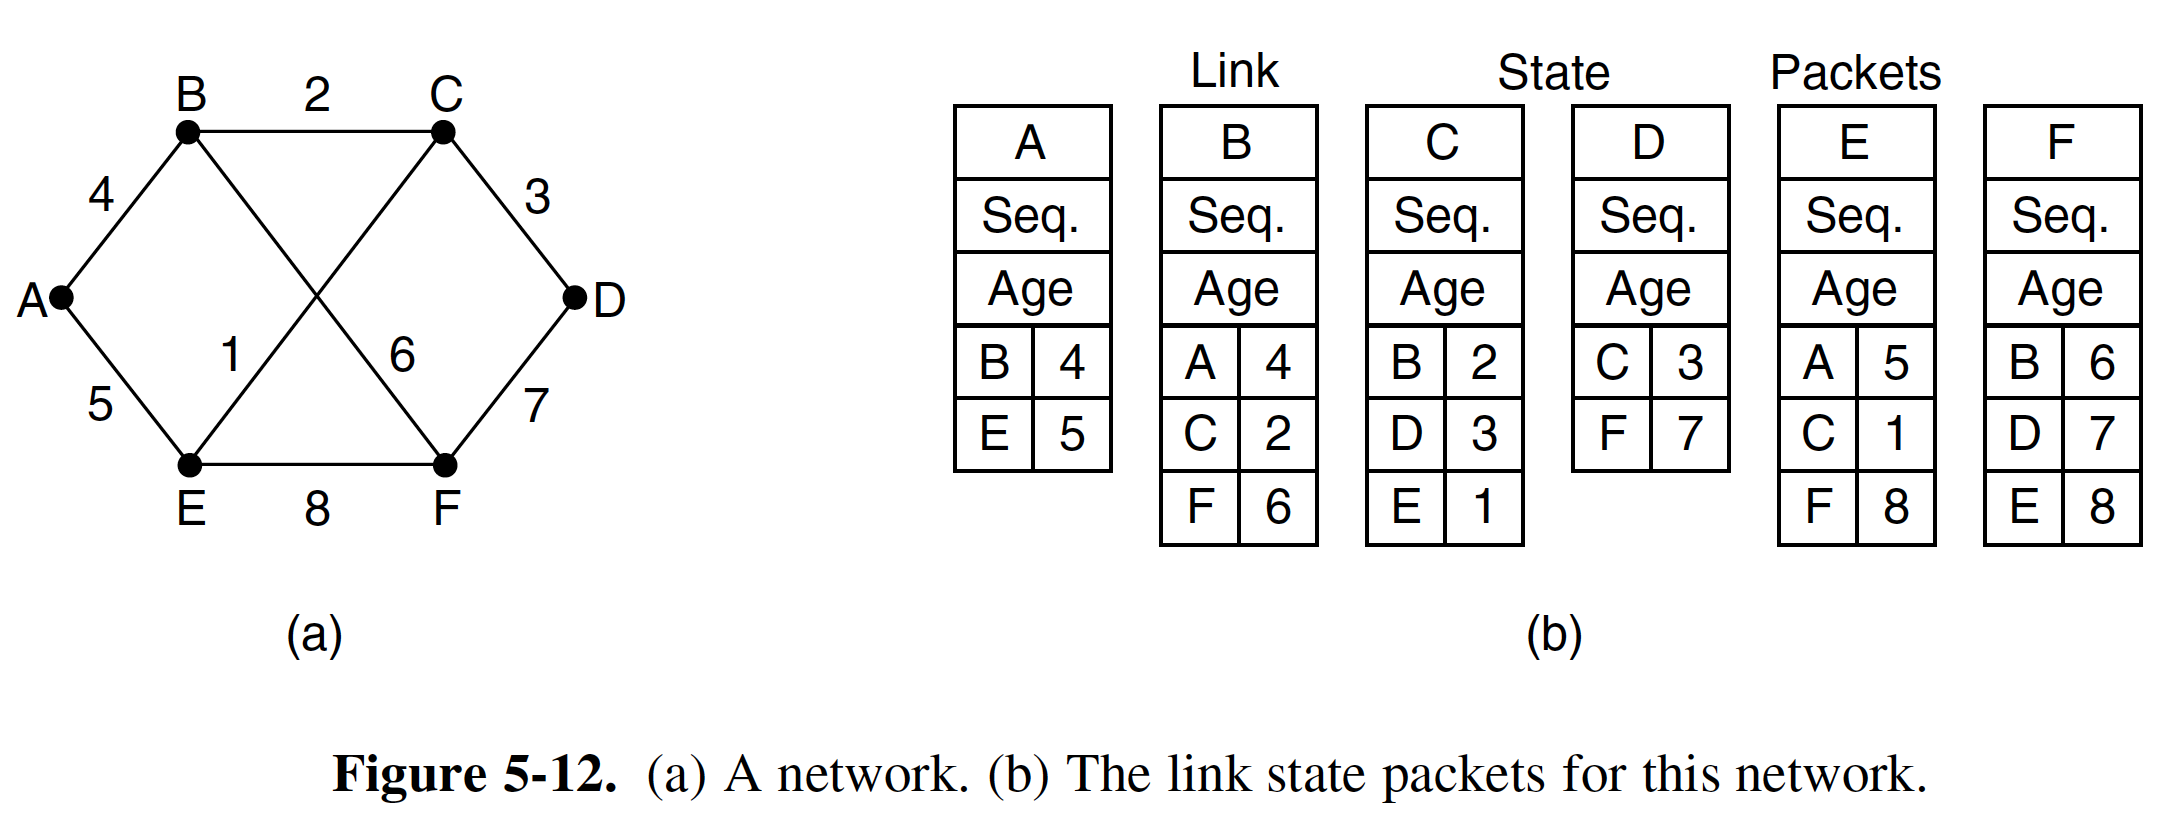 Link State Packets
B 2 C
A B C D E F
4 3
Seq. Seq. Seq. Seq. Seq. Seq.
A D
Age Age Age Age Age Age
1 6
B 4 A 4 B 2 C 3 A 5 B 6
5 7
E 5 C 2 D 3 F 7 C 1 D 7
E 8 F
F 6 E 1 F 8 E 8
(a) (b)
Figure 5-12. (a) A network. (b) The link state packets for this network.